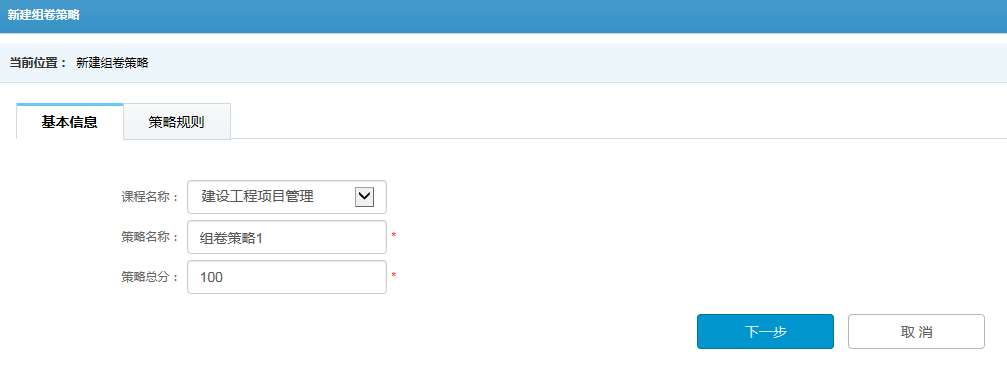 新建组卷策略
当前位置： 新建组卷策略
基本信息 策略规则
课程名称： 建设工程项目管理
策略名称： 组卷策略1 *
策略总分： 100 *
下一步 取 消